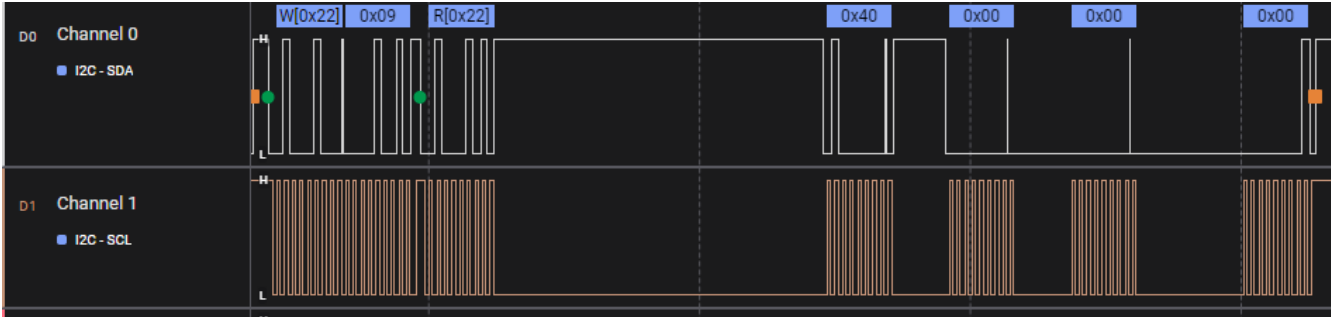 W[0x22] 0x09 R[0x22] 0x40 0x00 0x00 0x00
D0 Channel 0
I2C - SDA
H
L
D1 Channel 1
I2C - SCL
H
L